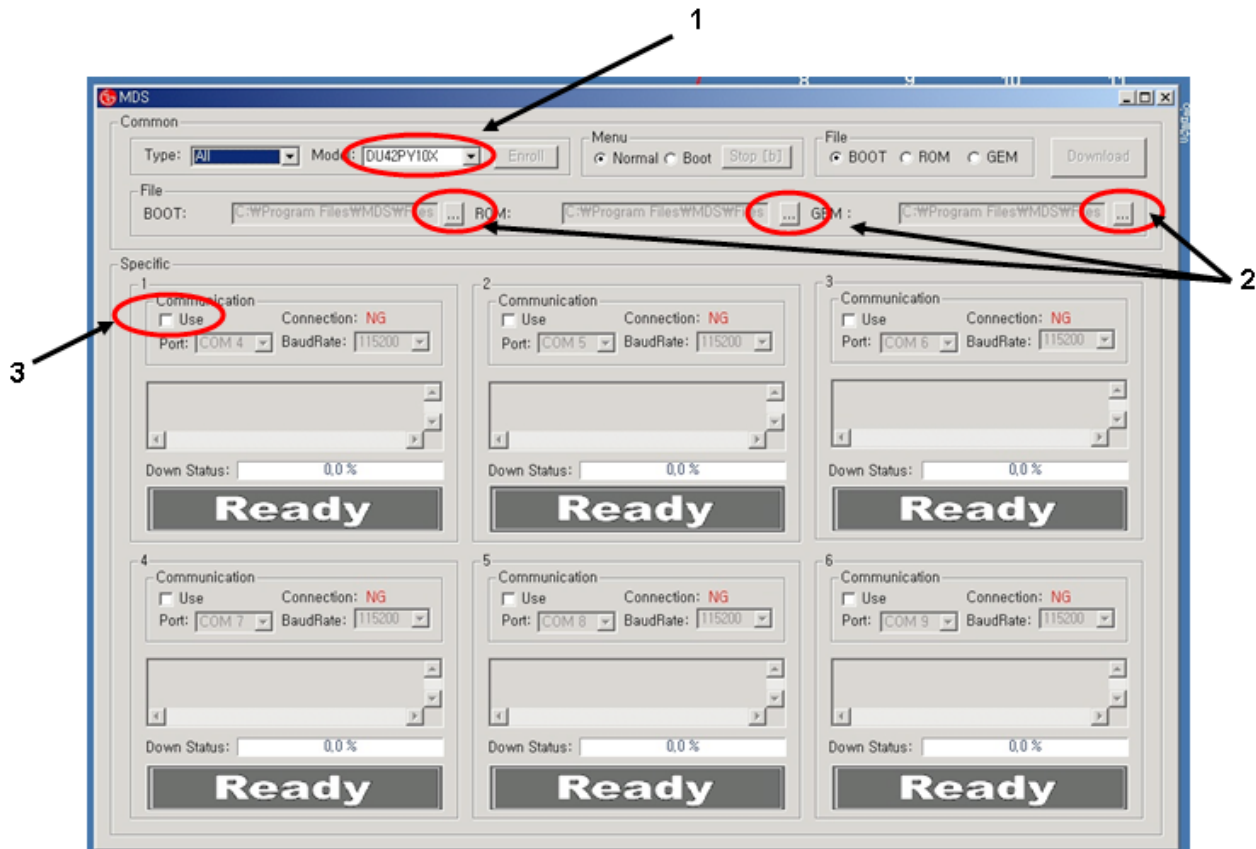 1
7 8 9 10 11
MDS
Common
Type: All Model: DU42PY10X Enroll
Menu
Normal Boot Stop [b]
File
BOOT ROM GEM Download
File
BOOT: C:₩Program Files₩MDS₩Files ... ROM: C:₩Program Files₩MDS₩Files ... GEM : C:₩Program Files₩MDS₩Files ...
2
Specific
1
Communication
Use Connection: NG
Port: COM 4 BaudRate: 115200
3
Down Status: 0,0 %
Ready
2
Communication
Use Connection: NG
Port: COM 5 BaudRate: 115200
Down Status: 0,0 %
Ready
3
Communication
Use Connection: NG
Port: COM 6 BaudRate: 115200
Down Status: 0,0 %
Ready
4
Communication
Use Connection: NG
Port: COM 7 BaudRate: 115200
Down Status: 0,0 %
Ready
5
Communication
Use Connection: NG
Port: COM 8 BaudRate: 115200
Down Status: 0,0 %
Ready
6
Communication
Use Connection: NG
Port: COM 9 BaudRate: 115200
Down Status: 0,0 %
Ready